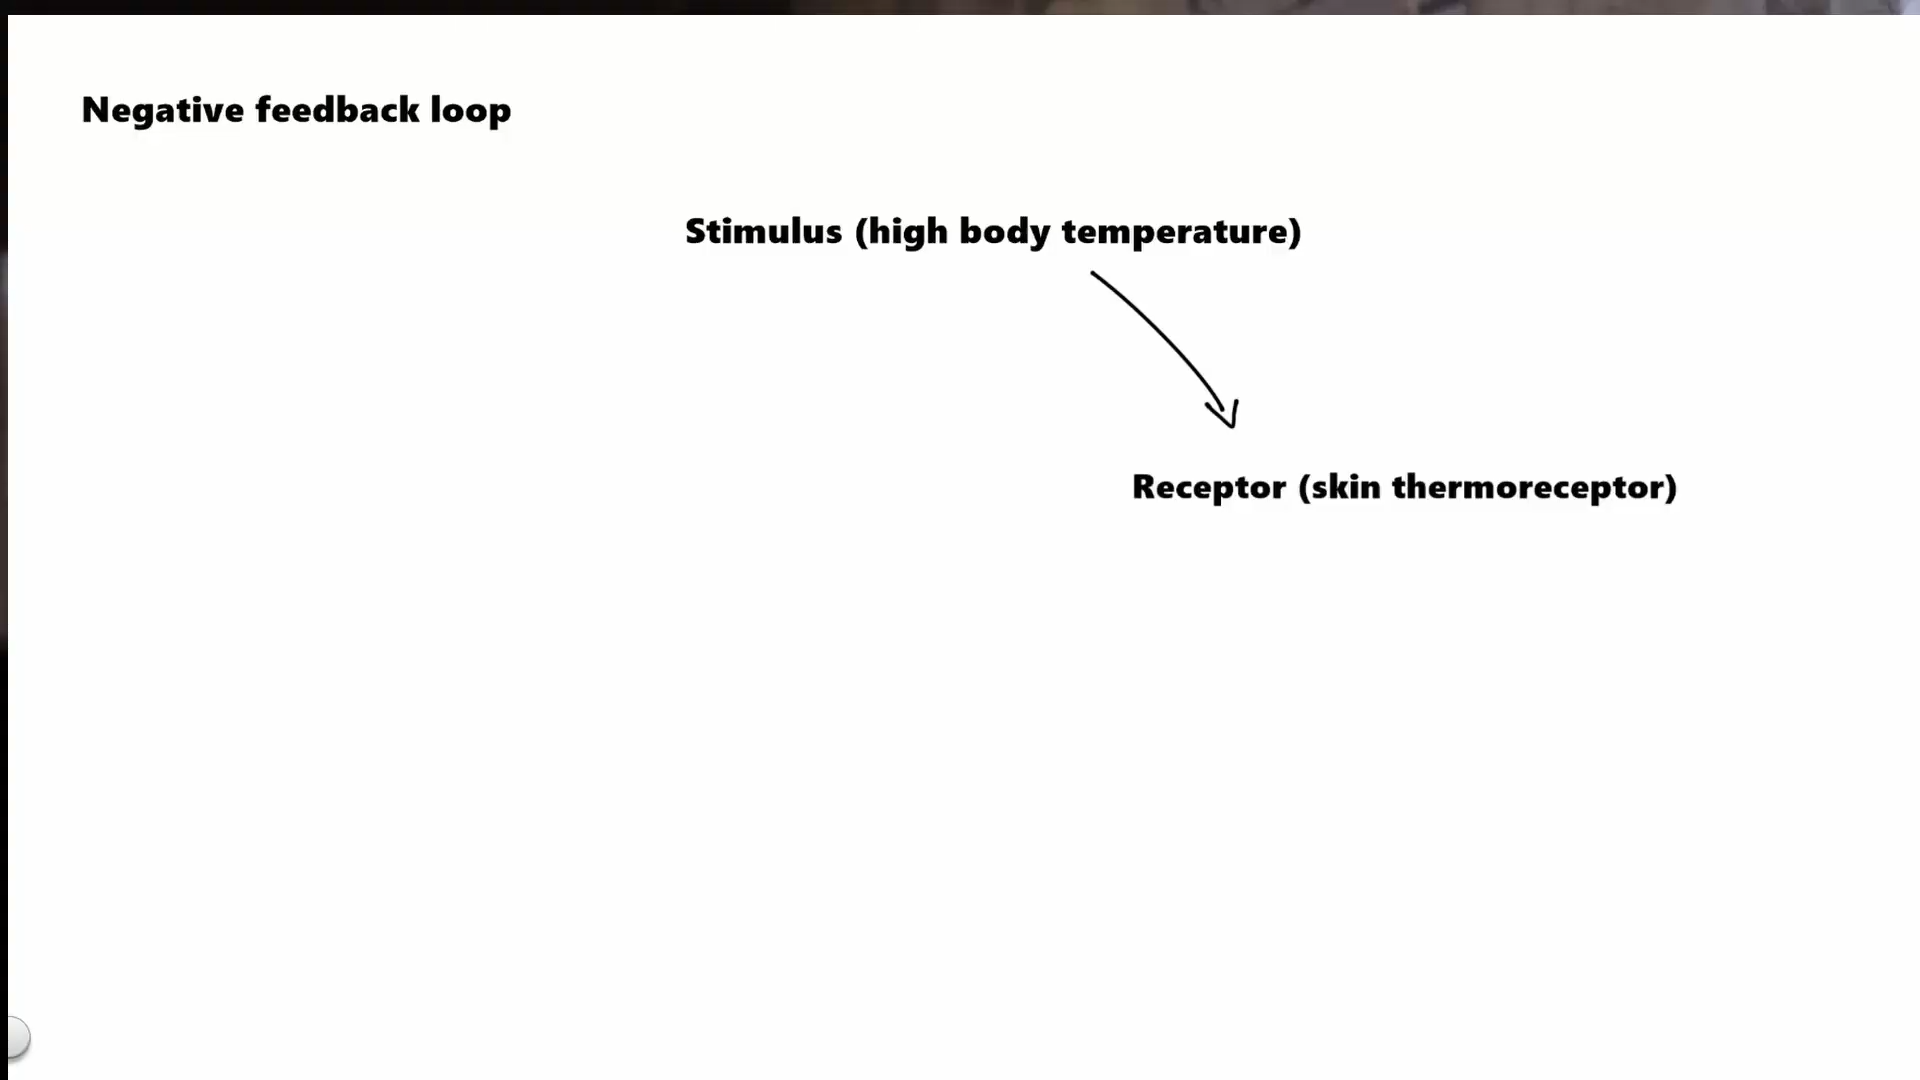 Negative feedback loop
Stimulus (high body temperature)
Receptor (skin thermoreceptor)